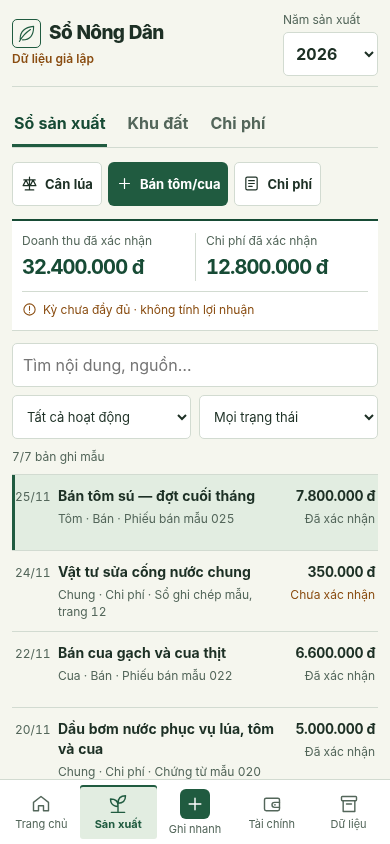 Sổ Nông Dân
Dữ liệu giả lập
Năm sản xuất
2026
Sổ sản xuất
Khu đất
Chi phí
Cân lúa
Bán tôm/cua
Chi phí
Doanh thu đã xác nhận
32.400.000 đ
Chi phí đã xác nhận
12.800.000 đ
Kỳ chưa đầy đủ · không tính lợi nhuận
Tìm nội dung, nguồn...
Tất cả hoạt động
Mọi trạng thái
7/7 bản ghi mẫu
25/11 Bán tôm sú — đợt cuối tháng 7.800.000 đ
Tôm · Bán · Phiếu bán mẫu 025 Đã xác nhận
24/11 Vật tư sửa cống nước chung 350.000 đ
Chung · Chi phí · Sổ ghi chép mẫu, Chưa xác nhận
trang 12
22/11 Bán cua gạch và cua thịt 6.600.000 đ
Cua · Bán · Phiếu bán mẫu 022 Đã xác nhận
20/11 Dầu bơm nước phục vụ lúa, tôm 5.000.000 đ
và cua Đã xác nhận
Chung · Chi phí · Chứng từ mẫu 020
Trang chủ
Sản xuất
Ghi nhanh
Tài chính
Dữ liệu